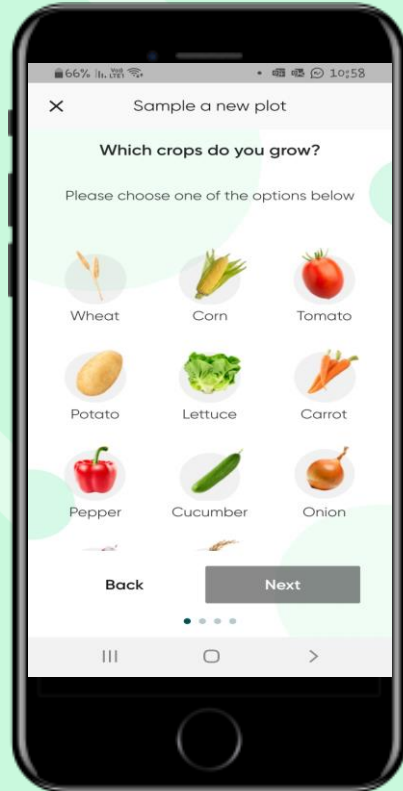 66%
10:58
Sample a new plot
Which crops do you grow?
Please choose one of the options below
Wheat Corn Tomato
Potato Lettuce Carrot
Pepper Cucumber Onion
Back Next